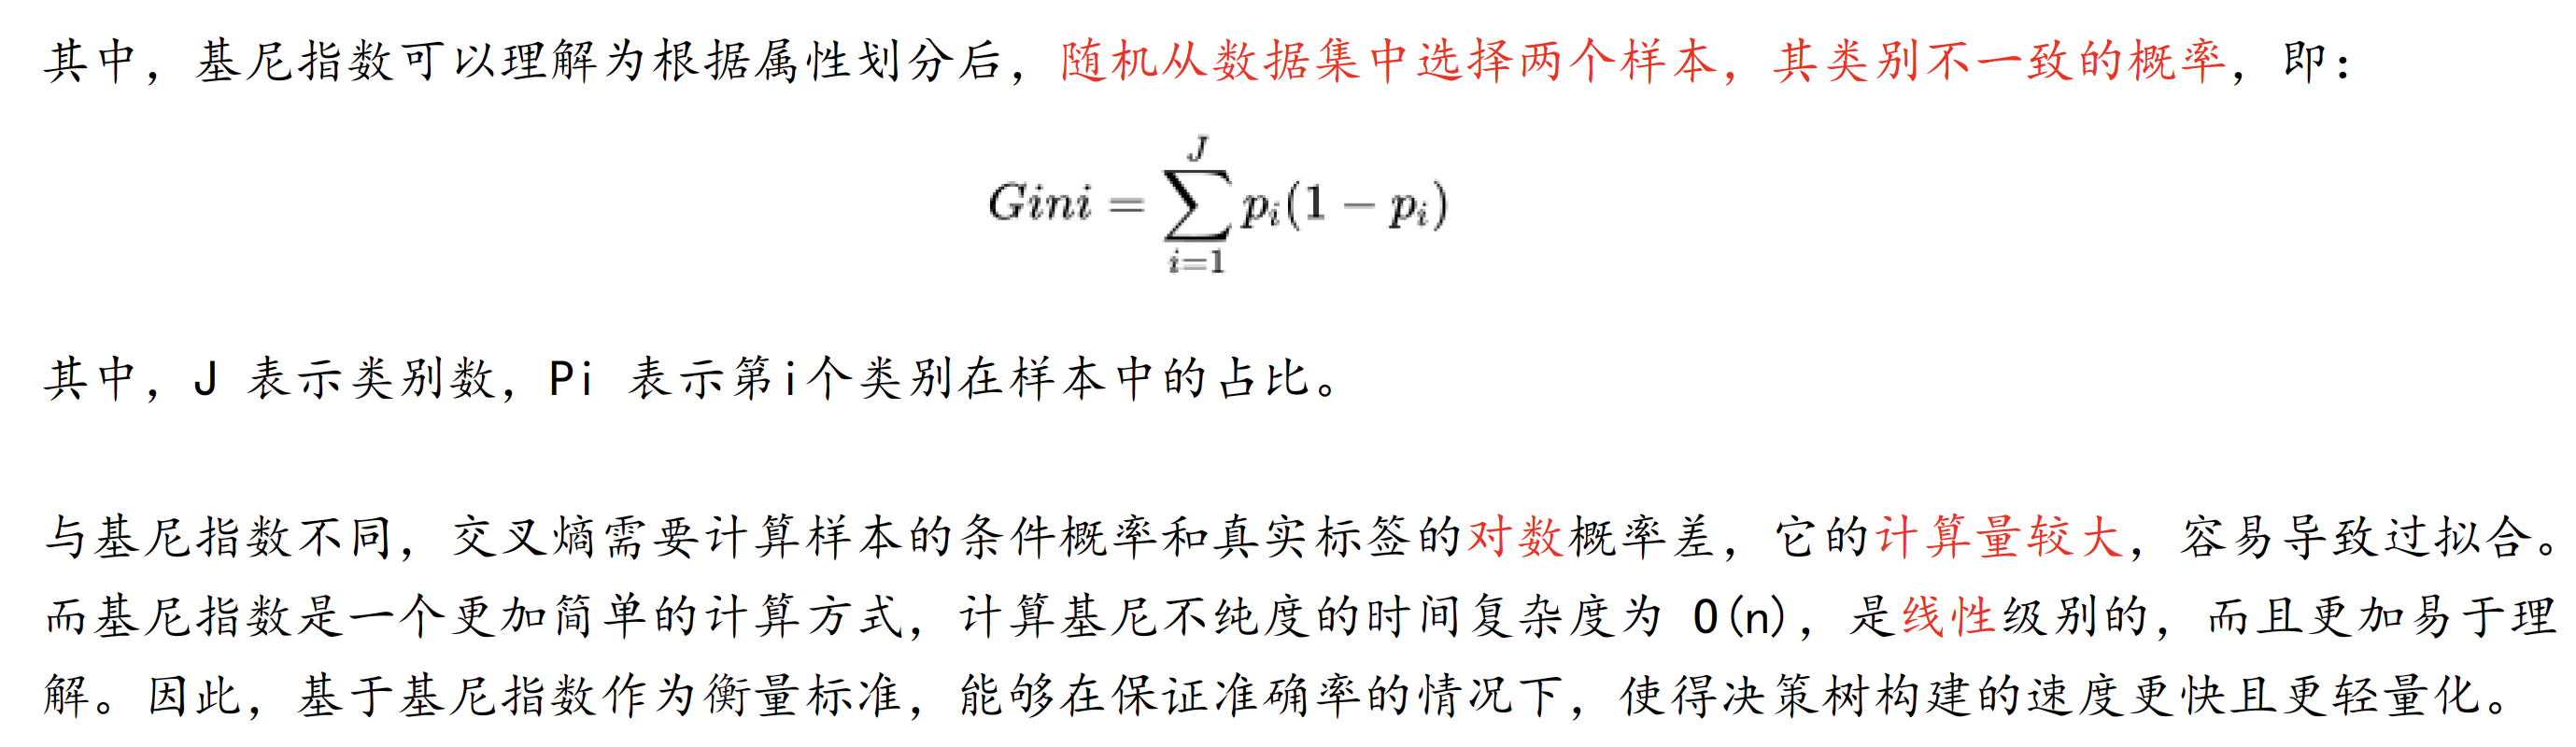 其中，基尼指数可以理解为根据属性划分后，随机从数据集中选择两个样本，其类别不一致的概率，即：
$Gini = \sum_{i=1}^{J} p_i(1 - p_i)$
其中，J 表示类别数，Pi 表示第i个类别在样本中的占比。
与基尼指数不同，交叉熵需要计算样本的条件概率和真实标签的对数概率差，它的计算量较大，容易导致过拟合。
而基尼指数是一个更加简单的计算方式，计算基尼不纯度的时间复杂度为 O(n)，是线性级别的，而且更加易于理
解。因此，基于基尼指数作为衡量标准，能够在保证准确率的情况下，使得决策树构建的速度更快且更轻量化。